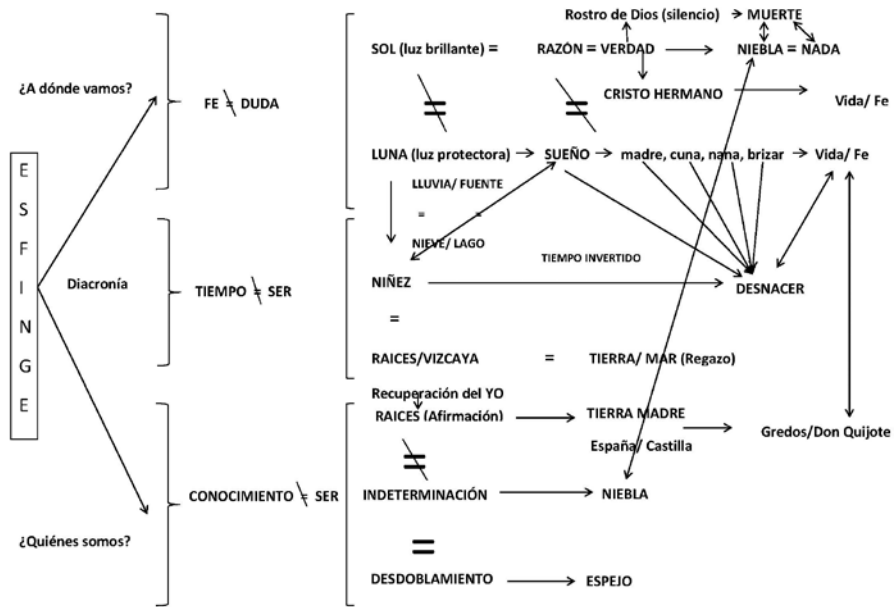 Rostro de Dios (silencio) → MUERTE
SOL (luz brillante) = RAZÓN = VERDAD → NIEBLA = NADA
¿A dónde vamos?
FE ≠ DUDA
CRISTO HERMANO → Vida/ Fe
≠ ≠
LUNA (luz protectora) → SUEÑO → madre, cuna, nana, brizar → Vida/ Fe
LLUVIA/ FUENTE
= =
NIEVE/ LAGO
ESFINGE
Diacronía
TIEMPO ≠ SER
TIEMPO INVERTIDO
NIÑEZ → DESNACER
=
RAICES/VIZCAYA = TIERRA/ MAR (Regazo)
Recuperación del YO
RAICES (Afirmación) → TIERRA MADRE
España/ Castilla → Gredos/Don Quijote
≠
CONOCIMIENTO ≠ SER
INDETERMINACIÓN → NIEBLA
¿Quiénes somos?
=
DESDOBLAMIENTO → ESPEJO